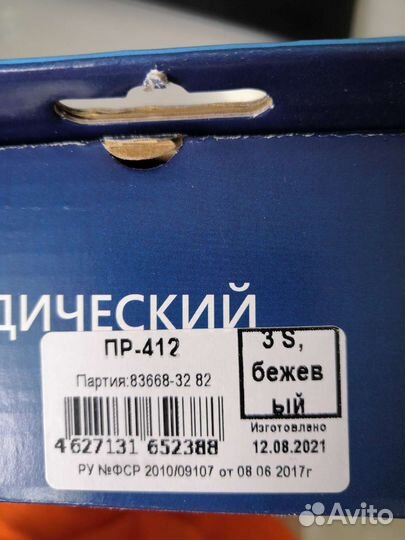 ДИЧЕСКИЙ
ПР-412
3 S,
бежев
ый
Партия:83668-32 82
Изготовлено
12.08.2021
4 627131 652388
РУ №ФСР 2010/09107 от 08 06 2017г
Avito